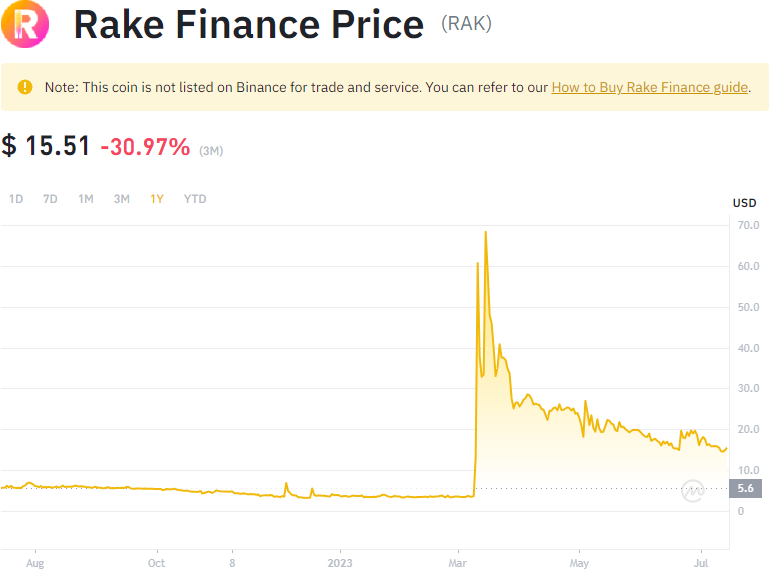 Rake Finance Price (RAK)
Note: This coin is not listed on Binance for trade and service. You can refer to our How to Buy Rake Finance guide.
$ 15.51 -30.97% (3M)
1D 7D 1M 3M 1Y YTD
USD
70.0
60.0
50.0
40.0
30.0
20.0
10.0
5.6
0
Aug Oct 8 2023 Mar May Jul